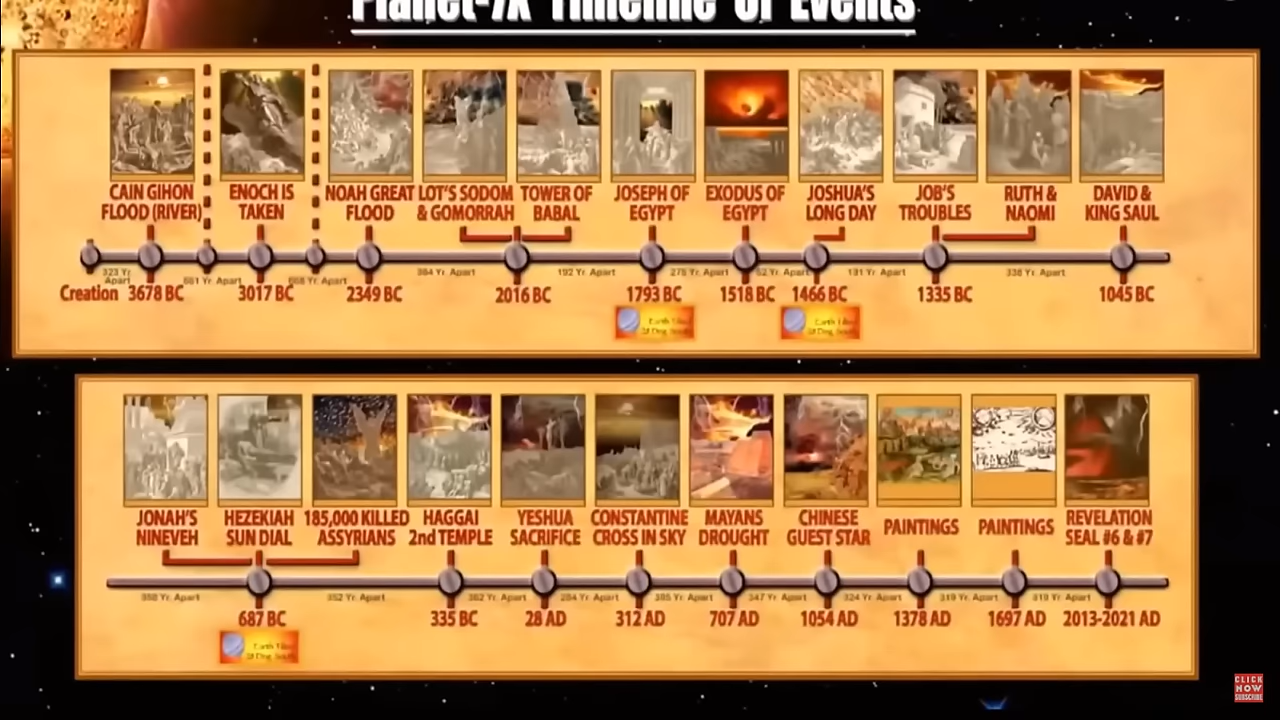 Planet-7X Timeline of Events
CAIN GIHON
FLOOD (RIVER)
ENOCH IS
TAKEN
NOAH GREAT
FLOOD
LOT'S SODOM
& GOMORRAH
TOWER OF
BABAL
JOSEPH OF
EGYPT
EXODUS OF
EGYPT
JOSHUA'S
LONG DAY
JOB'S
TROUBLES
RUTH &
NAOMI
DAVID &
KING SAUL
323 Yr.
Apart
661 Yr. Apart
668 Yr. Apart
364 Yr. Apart
192 Yr. Apart
275 Yr. Apart
52 Yr. Apart
191 Yr. Apart
Yr. Apart
Creation
3678 BC
3017 BC
2349 BC
2016 BC
1793 BC
1518 BC
1466 BC
1335 BC
1045 BC
Earth
Earth
JONAH'S
NINEVEH
HEZEKIAH
SUN DIAL
185,000 KILLED
ASSYRIANS
HAGGAI
2nd TEMPLE
YESHUA
SACRIFICE
CONSTANTINE
CROSS IN SKY
MAYANS
DROUGHT
CHINESE
GUEST STAR
PAINTINGS
PAINTINGS
REVELATION
SEAL #6 & #7
Yr. Apart
352 Yr. Apart
362 Yr. Apart
284 Yr. Apart
395 Yr. Apart
347 Yr. Apart
324 Yr. Apart
319 Yr. Apart
319 Yr. Apart
687 BC
335 BC
28 AD
312 AD
707 AD
1054 AD
1378 AD
1697 AD
2013-2021 AD
Earth
CLICK
NOW
SUBSCRIBE